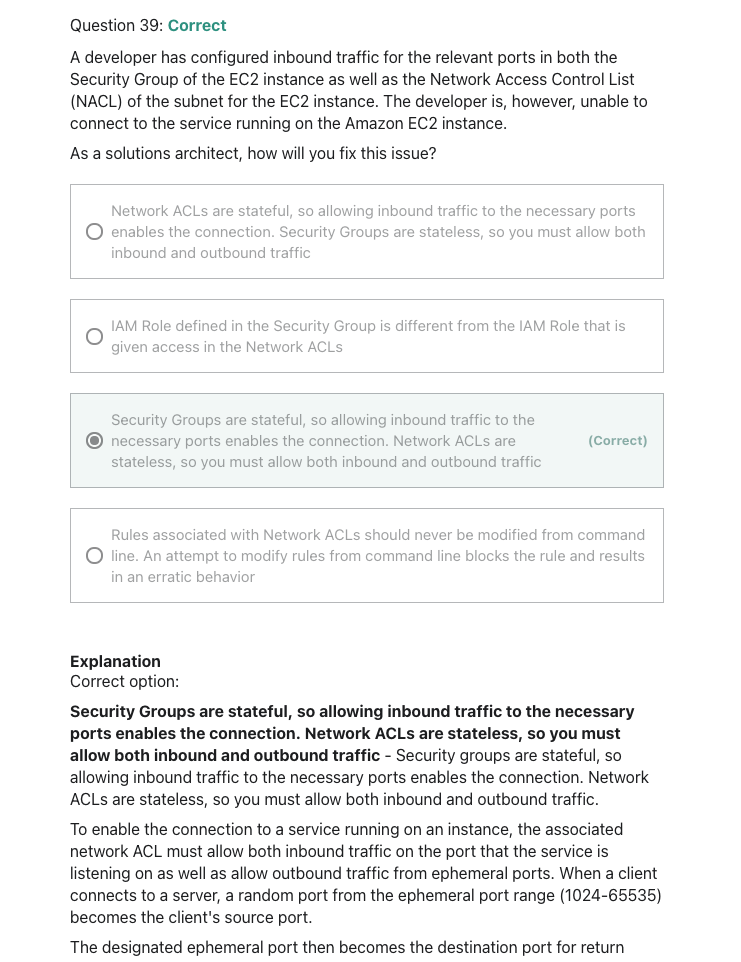 Question 39: Correct
A developer has configured inbound traffic for the relevant ports in both the
Security Group of the EC2 instance as well as the Network Access Control List
(NACL) of the subnet for the EC2 instance. The developer is, however, unable to
connect to the service running on the Amazon EC2 instance.
As a solutions architect, how will you fix this issue?
Network ACLs are stateful, so allowing inbound traffic to the necessary ports
enables the connection. Security Groups are stateless, so you must allow both
inbound and outbound traffic
IAM Role defined in the Security Group is different from the IAM Role that is
given access in the Network ACLs
Security Groups are stateful, so allowing inbound traffic to the
necessary ports enables the connection. Network ACLs are
stateless, so you must allow both inbound and outbound traffic
(Correct)
Rules associated with Network ACLs should never be modified from command
line. An attempt to modify rules from command line blocks the rule and results
in an erratic behavior
Explanation
Correct option:
Security Groups are stateful, so allowing inbound traffic to the necessary
ports enables the connection. Network ACLs are stateless, so you must
allow both inbound and outbound traffic - Security groups are stateful, so
allowing inbound traffic to the necessary ports enables the connection. Network
ACLs are stateless, so you must allow both inbound and outbound traffic.
To enable the connection to a service running on an instance, the associated
network ACL must allow both inbound traffic on the port that the service is
listening on as well as allow outbound traffic from ephemeral ports. When a client
connects to a server, a random port from the ephemeral port range (1024-65535)
becomes the client's source port.
The designated ephemeral port then becomes the destination port for return